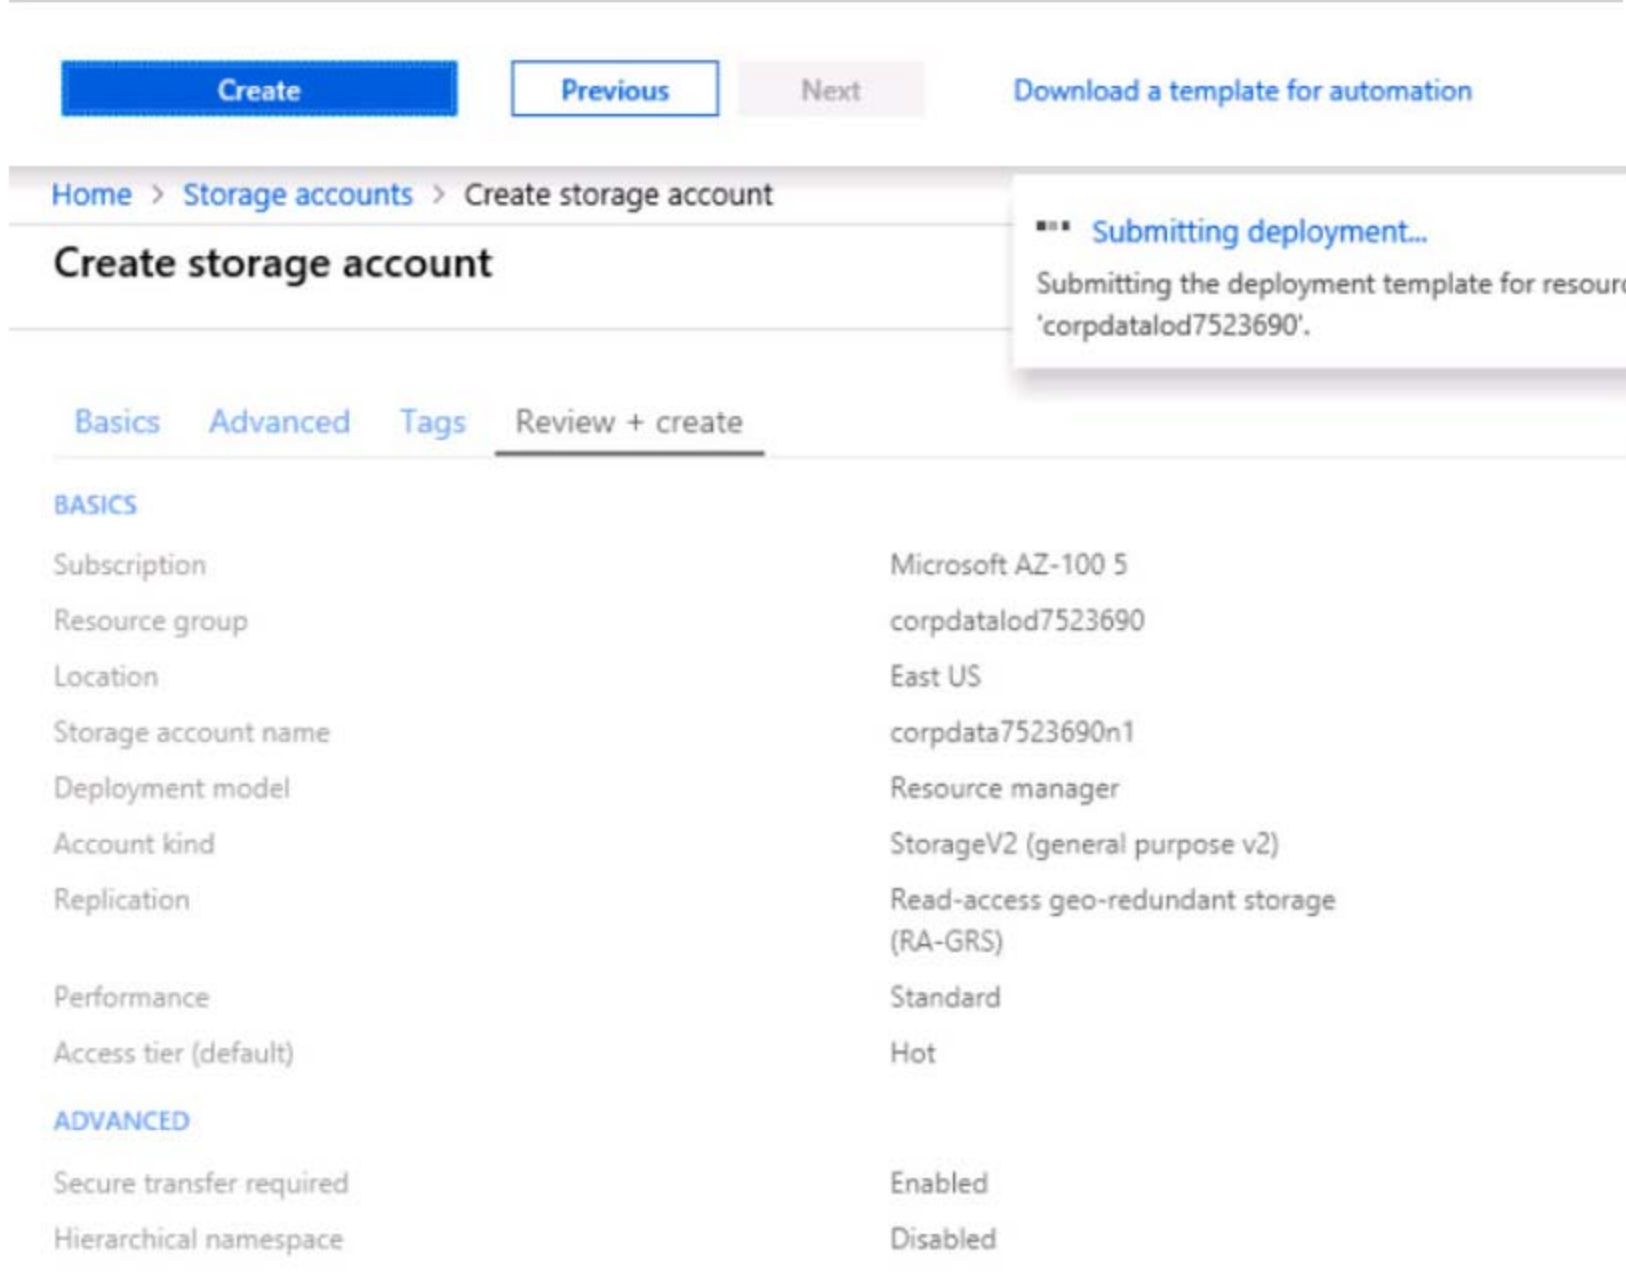 Create Previous Next Download a template for automation
Home > Storage accounts > Create storage account
Create storage account
Submitting deployment...
Submitting the deployment template for
'corpdatalod7523690'.
Basics Advanced Tags Review + create
BASICS
Subscription Microsoft AZ-100 5
Resource group corpdatalod7523690
Location East US
Storage account name corpdata7523690n1
Deployment model Resource manager
Account kind StorageV2 (general purpose v2)
Replication Read-access geo-redundant storage
(RA-GRS)
Performance Standard
Access tier (default) Hot
ADVANCED
Secure transfer required Enabled
Hierarchical namespace Disabled